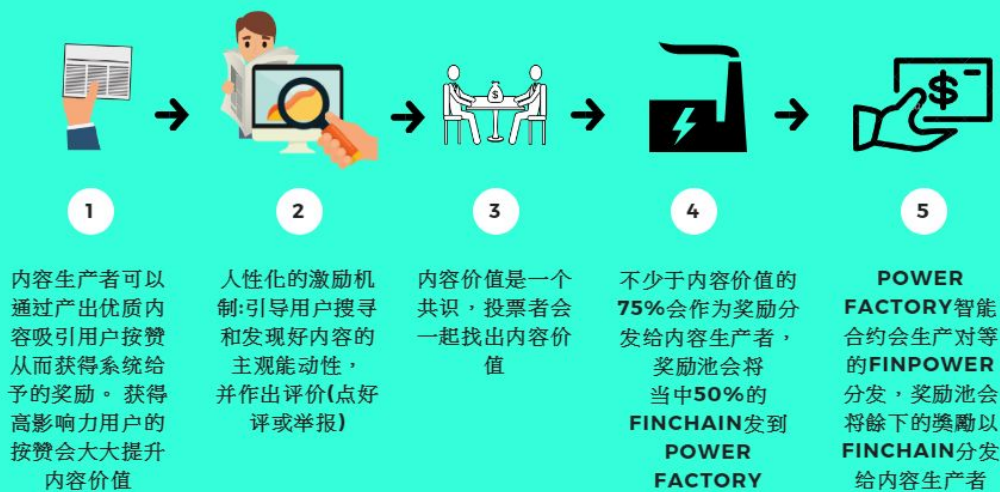 1
内容生产者可以
通过产出优质内
容吸引用户按赞
从而获得系统给
予的奖励。 获得
高影响力用户的
按赞会大大提升
内容价值
2
人性化的激励机
制:引导用户搜寻
和发现好内容的
主观能动性，
并作出评价(点好
评或举报)
3
内容价值是一个
共识，投票者会
一起找出内容价
值
4
不少于内容价值的
75%会作为奖励分
发给内容生产者，
奖励池会将
当中50%的
FINCHAIN发到
POWER
FACTORY
5
POWER
FACTORY智能
合约会生产对等
的FINPOWER
分发，奖励池会
将餘下的獎勵以
FINCHAIN分发
给内容生产者